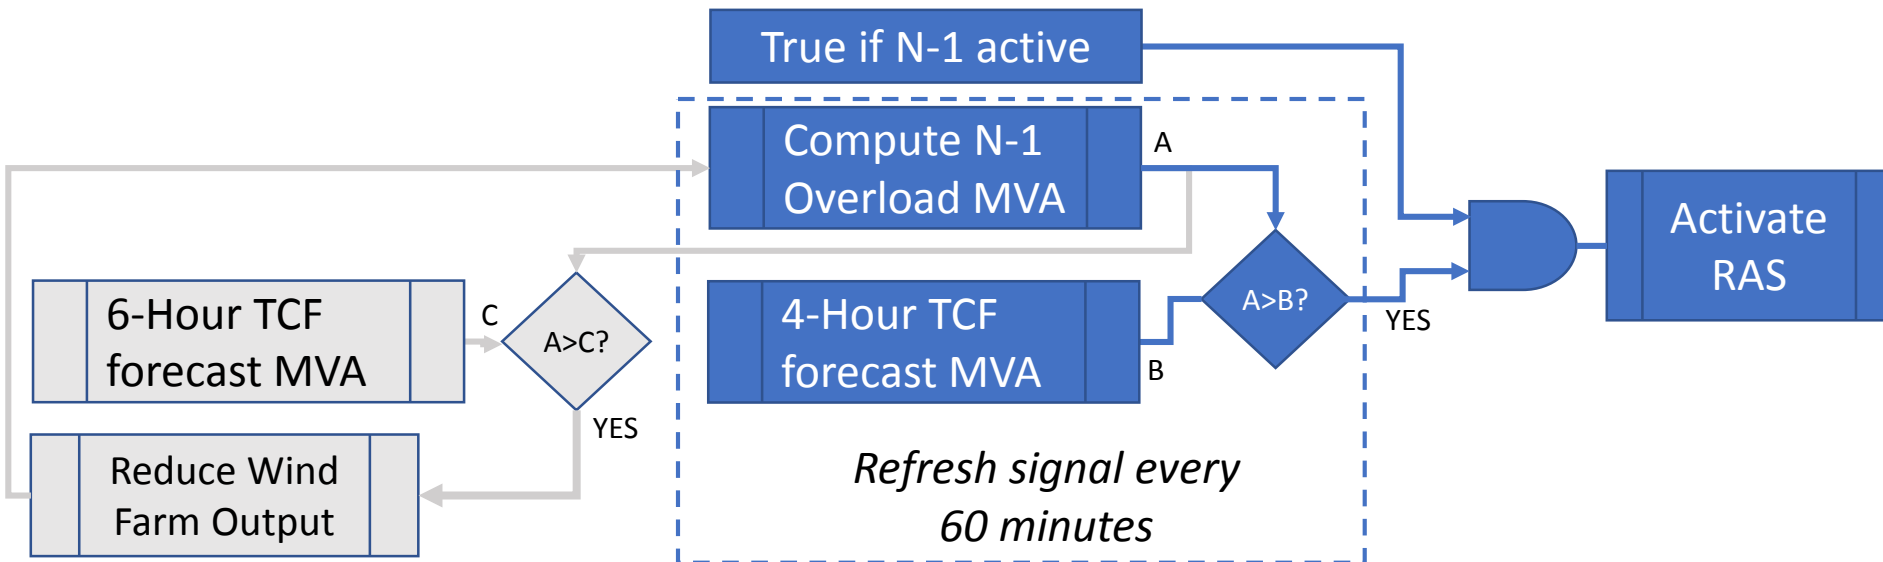 True if N-1 active
Compute N-1
Overload MVA
A
Activate
RAS
6-Hour TCF
forecast MVA
C
A>C?
YES
4-Hour TCF
forecast MVA
B
A>B?
YES
Reduce Wind
Farm Output
Refresh signal every
60 minutes